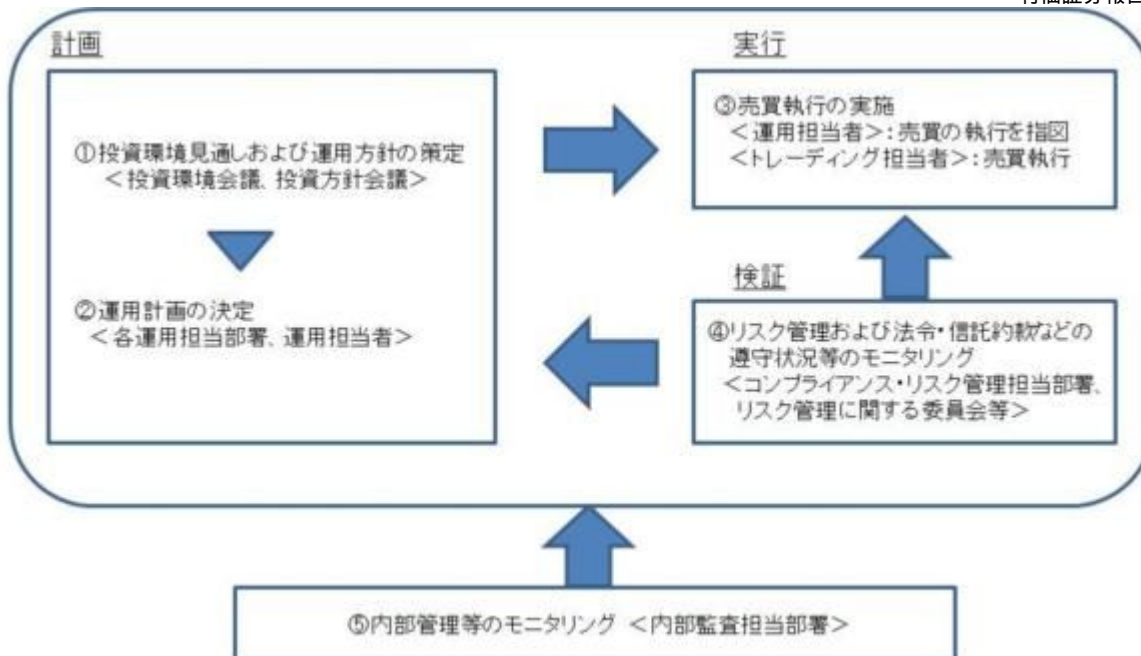 計画
①投資環境見通しおよび運用方針の策定
＜投資環境会議、投資方針会議＞
②運用計画の決定
＜各運用担当部署、運用担当者＞
実行
③売買執行の実施
＜運用担当者＞：売買の執行を指図
＜トレーディング担当者＞：売買執行
検証
④リスク管理および法令・信託約款などの
遵守状況等のモニタリング
＜コンプライアンス・リスク管理担当部署、
リスク管理に関する委員会等＞
⑤内部管理等のモニタリング ＜内部監査担当部署＞